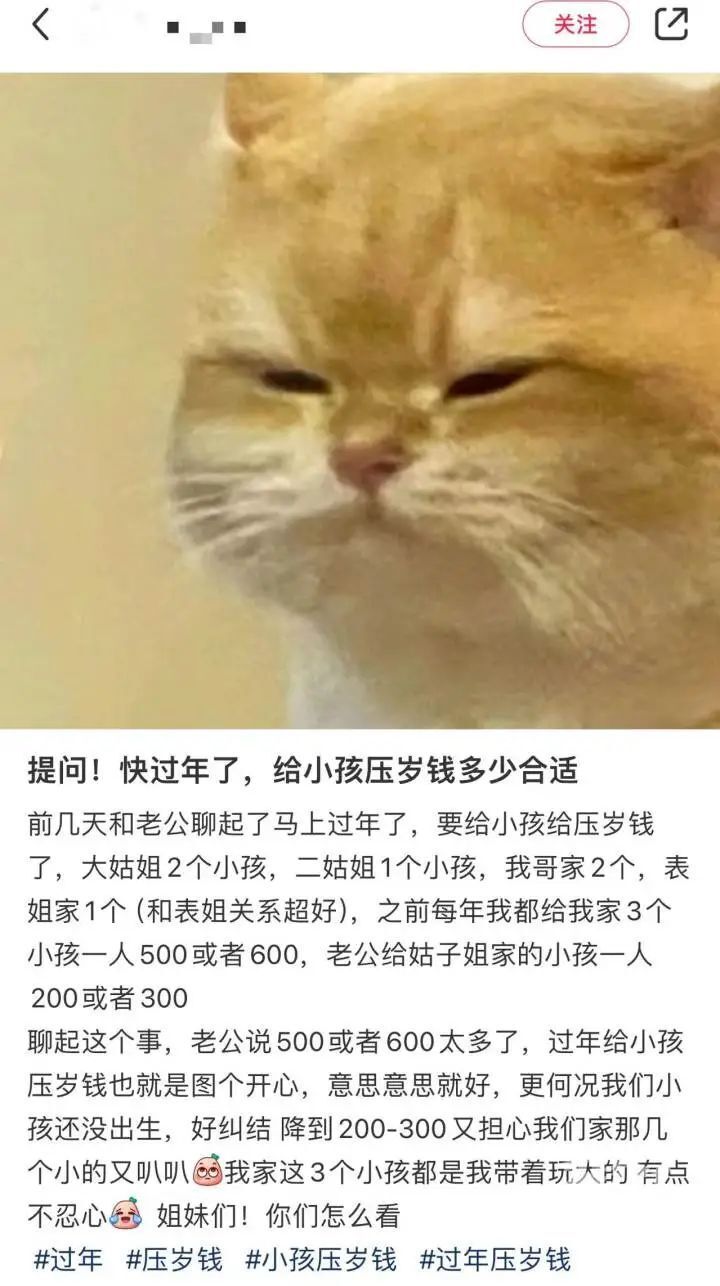 关注
提问！快过年了，给小孩压岁钱多少合适
前几天和老公聊起了马上过年了，要给小孩给压岁钱
了，大姑姐2个小孩，二姑姐1个小孩，我哥家2个，表
姐家1个（和表姐关系超好），之前每年我都给我家3个
小孩一人500或者600，老公给姑子姐家的小孩一人
200或者300
聊起这个事，老公说500或者600太多了，过年给小孩
压岁钱也就是图个开心，意思意思就好，更何况我们小
孩还没出生，好纠结 降到200-300又担心我们家那几
个小的又叭叭我家这3个小孩都是我带着玩大的 有点
不忍心 姐妹们！你们怎么看
#过年 #压岁钱 #小孩压岁钱 #过年压岁钱